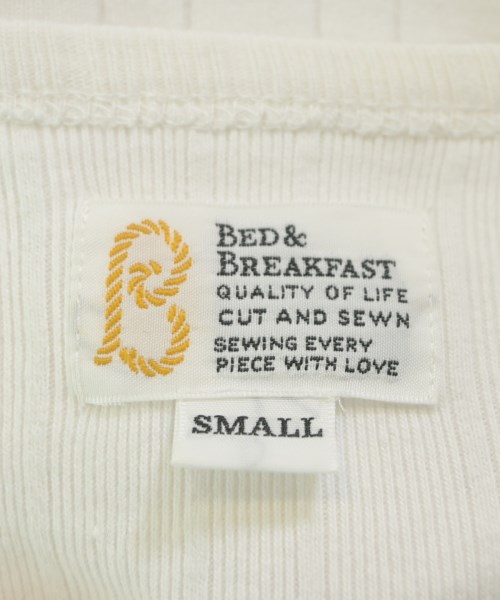 B
BED &
BREAKFAST
QUALITY OF LIFE
CUT AND SEWN
SEWING EVERY
PIECE WITH LOVE
SMALL